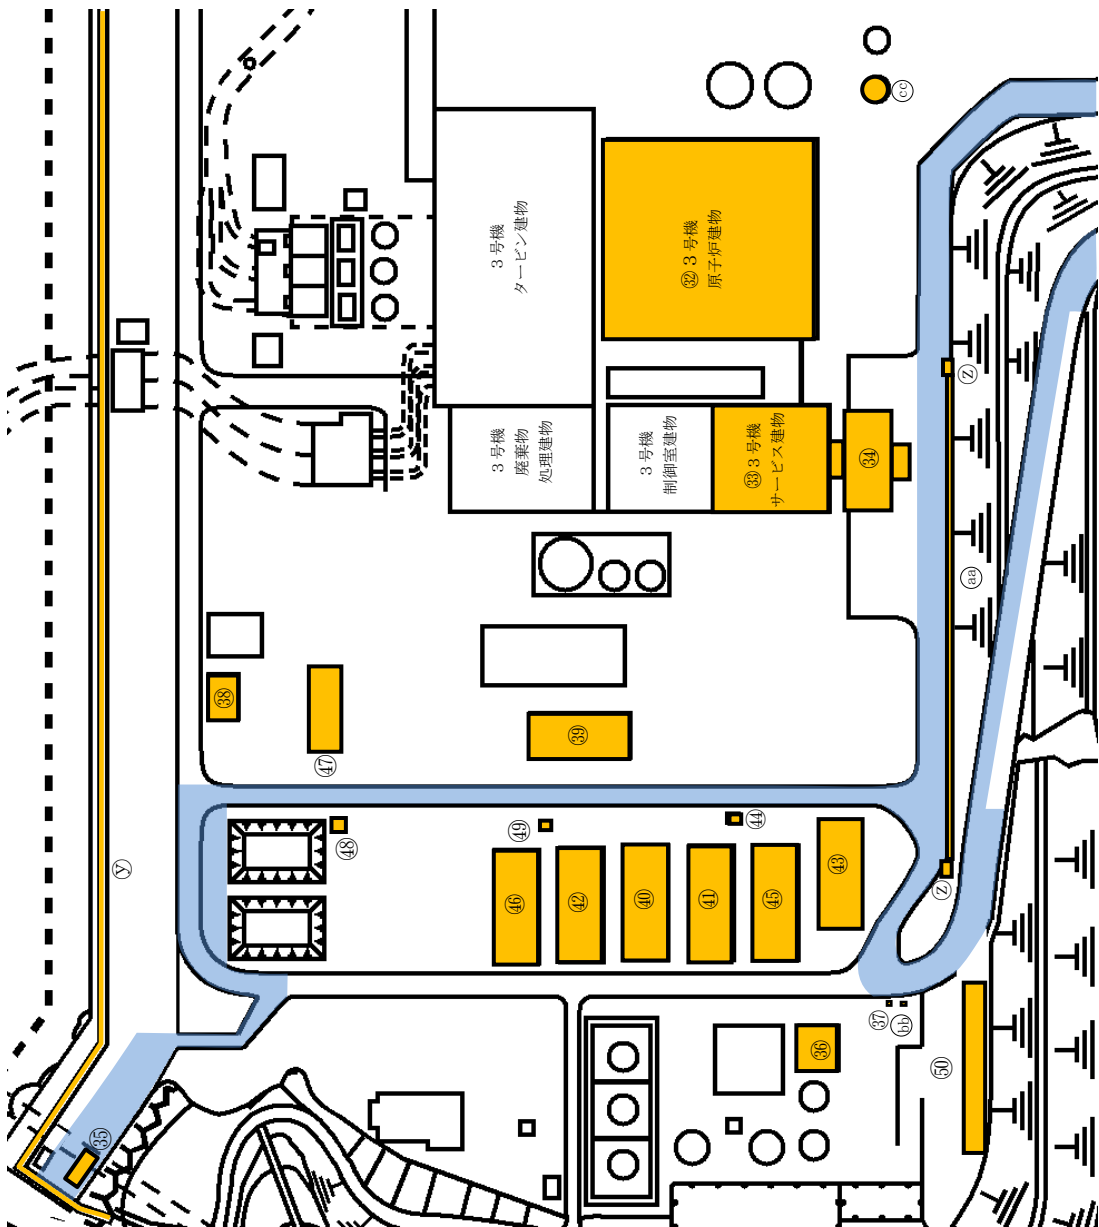 cc
3号機
タービン建物
㉜3号機
原子炉建物
z
3号機
廃棄物
処理建物
3号機
制御室建物
㉝3号機
サービス建物
㉞
aa
㊳
㊼
㊴
y
㊽
㊾
㊹
㊻
㊷
㊵
㊶
㊺
㊸
z
㊲
bb
㊱
㊿
㉟